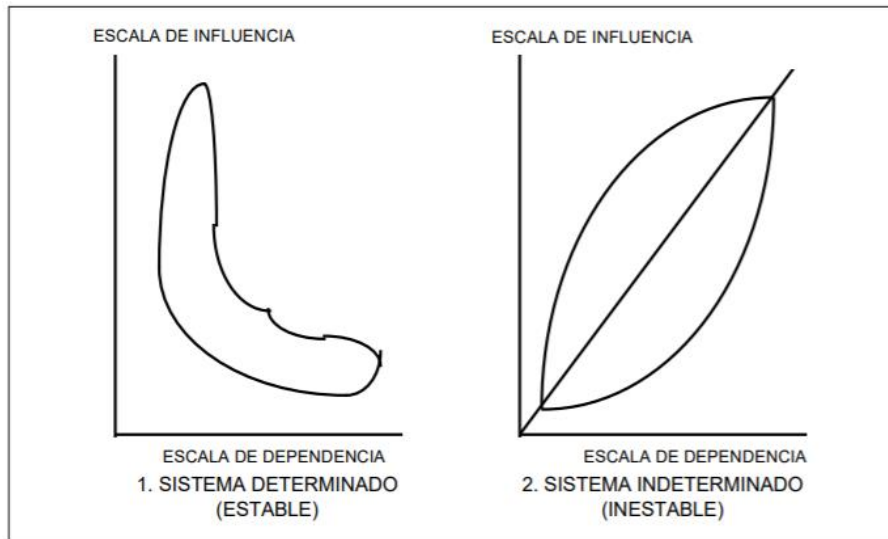 ESCALA DE INFLUENCIA
ESCALA DE DEPENDENCIA
1. SISTEMA DETERMINADO
(ESTABLE)
ESCALA DE INFLUENCIA
ESCALA DE DEPENDENCIA
2. SISTEMA INDETERMINADO
(INESTABLE)